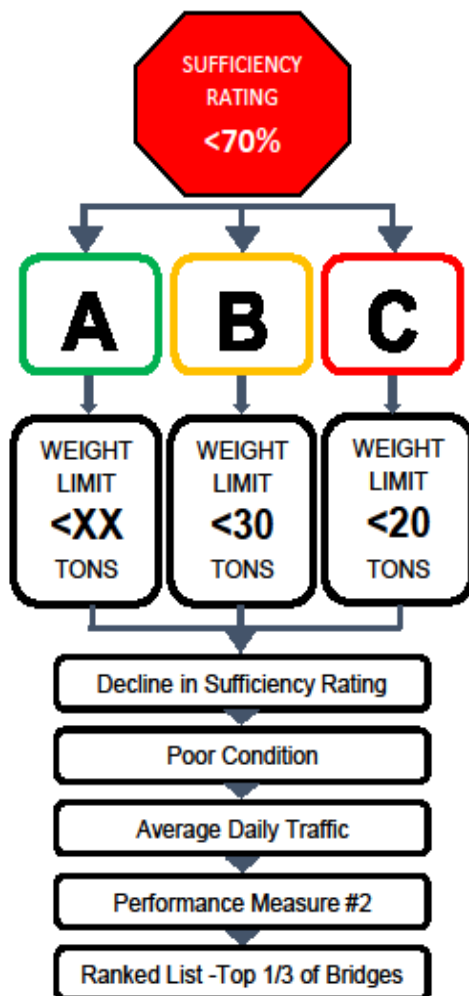 SUFFICIENCY
RATING
<70%
A
B
C
WEIGHT
LIMIT
<XX
TONS
WEIGHT
LIMIT
<30
TONS
WEIGHT
LIMIT
<20
TONS
Decline in Sufficiency Rating
Poor Condition
Average Daily Traffic
Performance Measure #2
Ranked List -Top 1/3 of Bridges